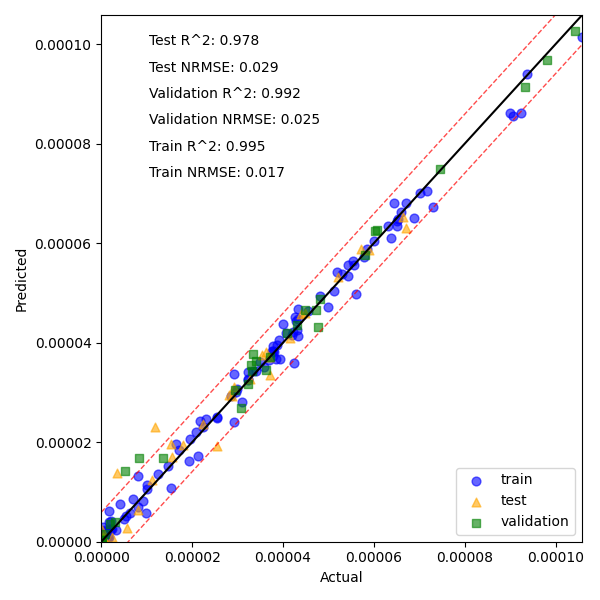 Test R^2: 0.978
Test NRMSE: 0.029
Validation R^2: 0.992
Validation NRMSE: 0.025
Train R^2: 0.995
Train NRMSE: 0.017
0.00010
0.00008
0.00006
0.00004
0.00002
0.00000
Predicted
train
test
validation
0.00000 0.00002 0.00004 0.00006 0.00008 0.00010
Actual